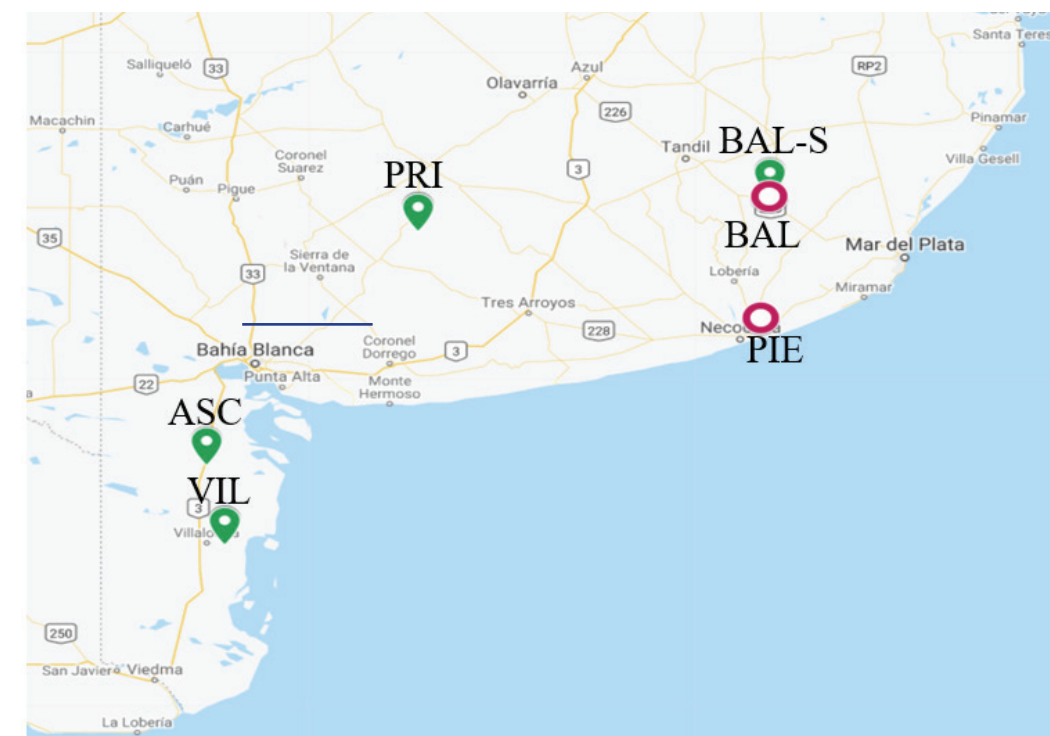 Santa Teres
Salliqueló
33
Azul
RP2
Olavarría
226
Macachin
Carhué
Pinamar
BAL-S
Tandil
Coronel
Suarez
3
Villa Gesell
Puán
Pigue
PRI
BAL
35
Mar del Plata
Sierra de
la Ventana
33
Lobería
Miramar
Tres Arroyos
228
PIE
Bahía Blanca
Coronel
Dorrego
3
22
Punta Alta
Monte
Hermoso
ASC
VIL
3
250
San Javier
Viedma
La Lobería